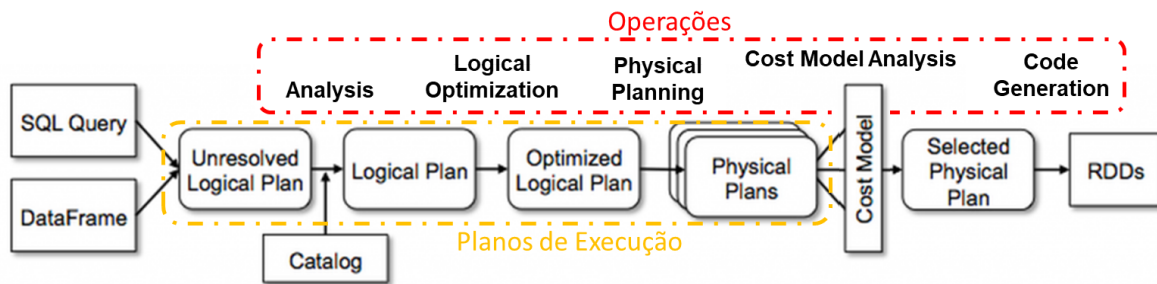 Operações
Analysis
Logical
Optimization
Physical
Planning
Cost Model Analysis
Code
Generation
SQL Query
DataFrame
Unresolved
Logical Plan
Catalog
Logical Plan
Optimized
Logical Plan
Physical
Plans
Planos de Execução
Cost Model
Selected
Physical
Plan
RDDs